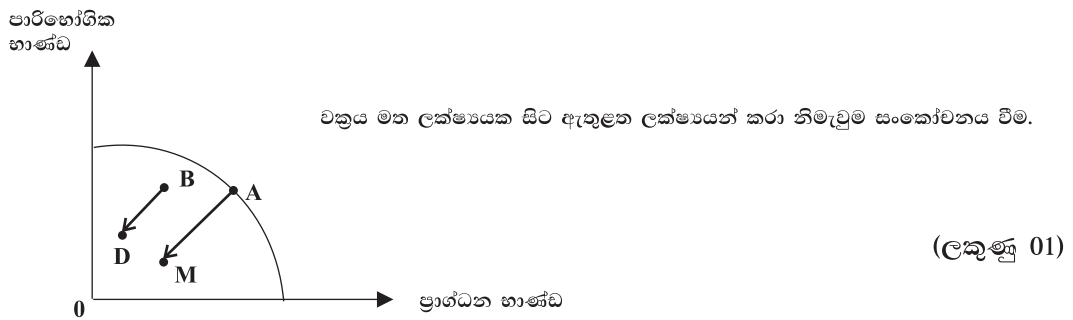 පාරිභෝගික
භාණ්ඩ
වක්‍රය මත ලක්ෂ්‍යයක සිට ඇතුළත ලක්ෂ්‍යයන් කරා නිමැවුම සංකෝචනය වීම.
B
A
D
M
(ලකුණු 01)
0
ප්‍රාග්ධන භාණ්ඩ